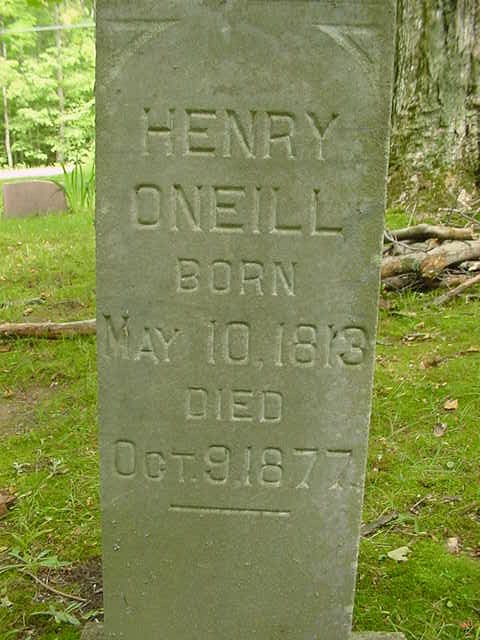 HENRY
ONEILL
BORN
MAY 10, 1813
DIED
OCT. 9. 1877.